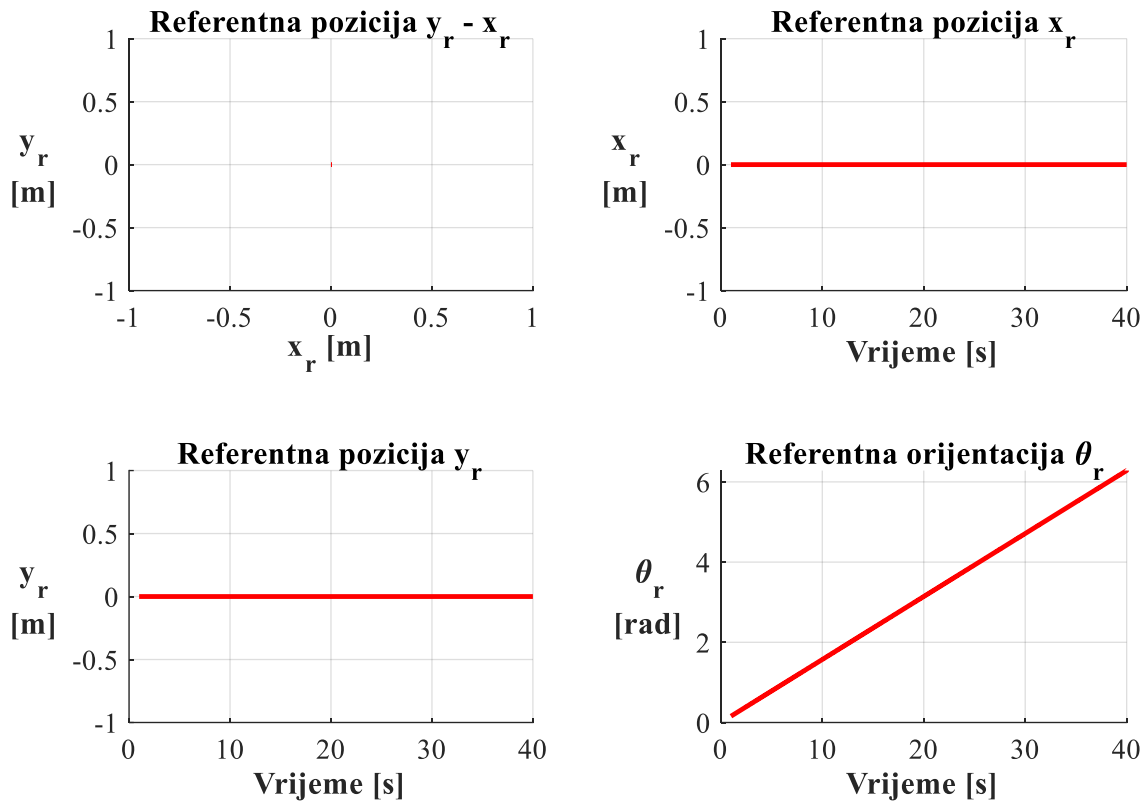 Referentna pozicija y_r - x_r
1
0.5
y_r
0
[m]
-0.5
-1
-1 -0.5 0 0.5 1
x_r [m]
Referentna pozicija x_r
1
0.5
x_r
0
[m]
-0.5
-1
0 10 20 30 40
Vrijeme [s]
Referentna pozicija y_r
1
0.5
y_r
0
[m]
-0.5
-1
0 10 20 30 40
Vrijeme [s]
Referentna orijentacija θ_r
6
4
θ_r
[rad]
2
0
0 10 20 30 40
Vrijeme [s]